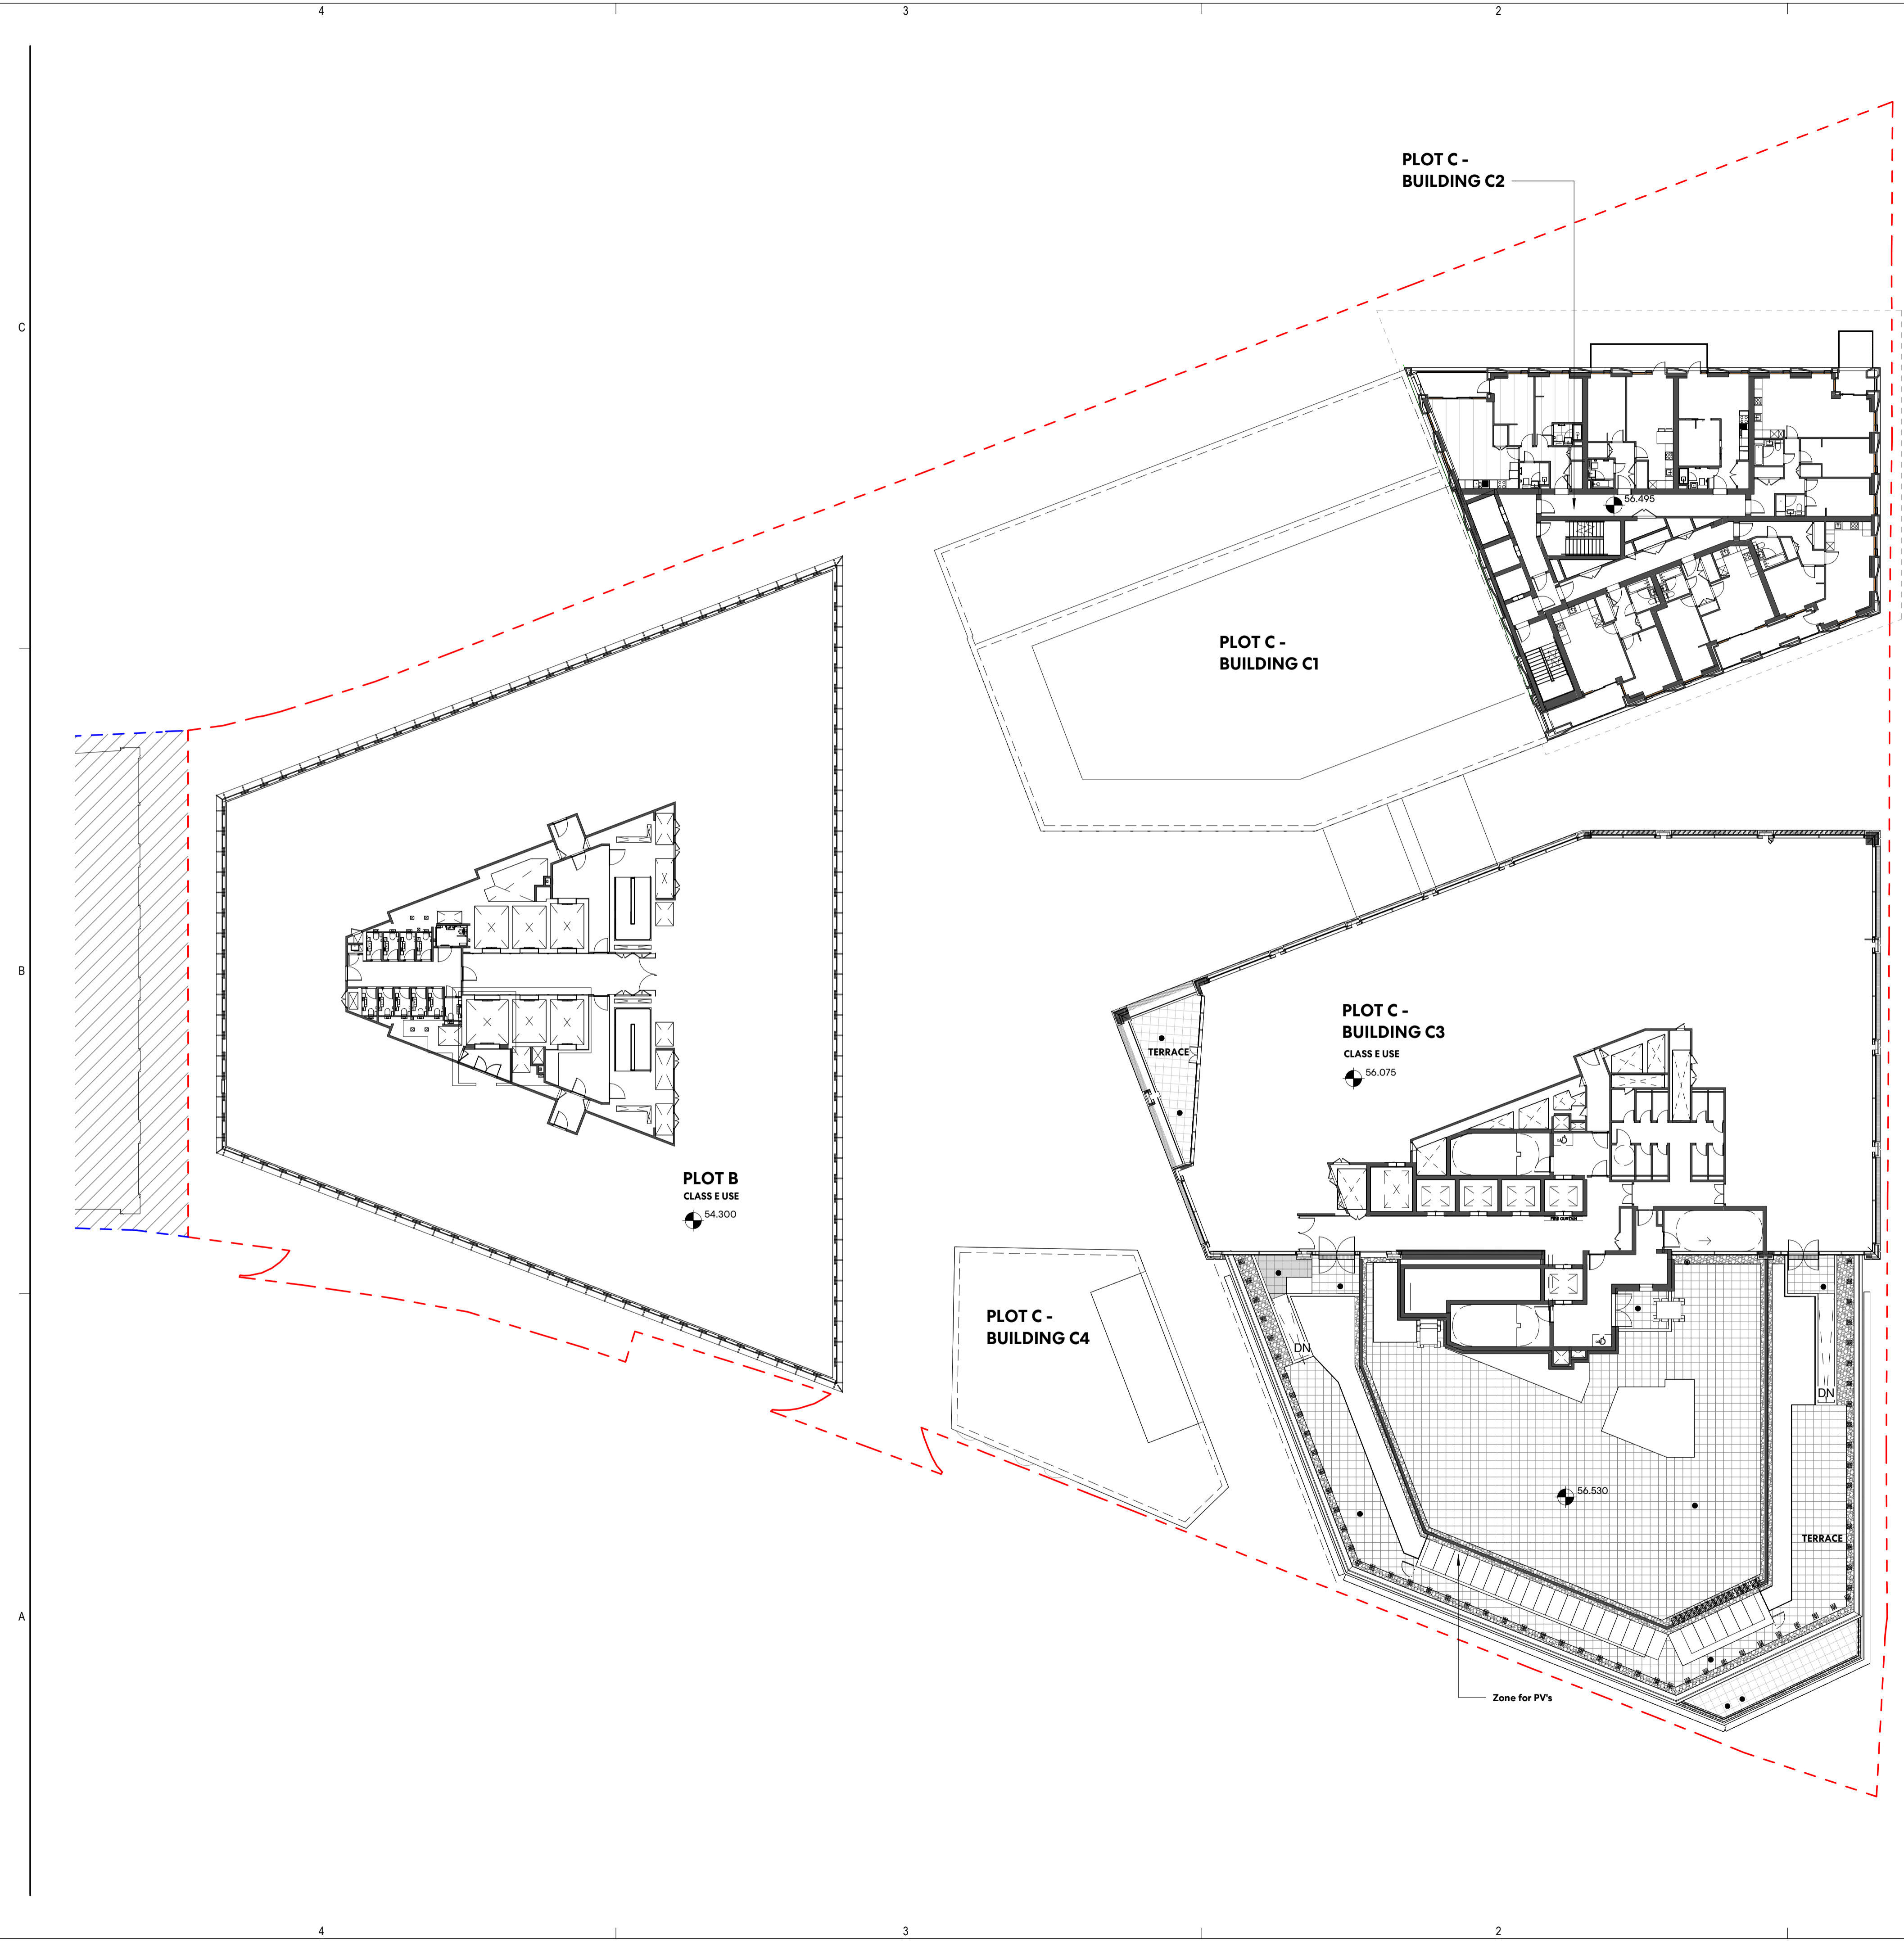 4
3
2
PLOT C -
BUILDING C2
C
56.495
PLOT C -
BUILDING C1
B
PLOT C -
BUILDING C3
CLASS E USE
56.075
TERRACE
PLOT B
CLASS E USE
54.300
FIRE CURTAIN
PLOT C -
BUILDING C4
DN
DN
56.530
TERRACE
A
Zone for PV's
4
3
2